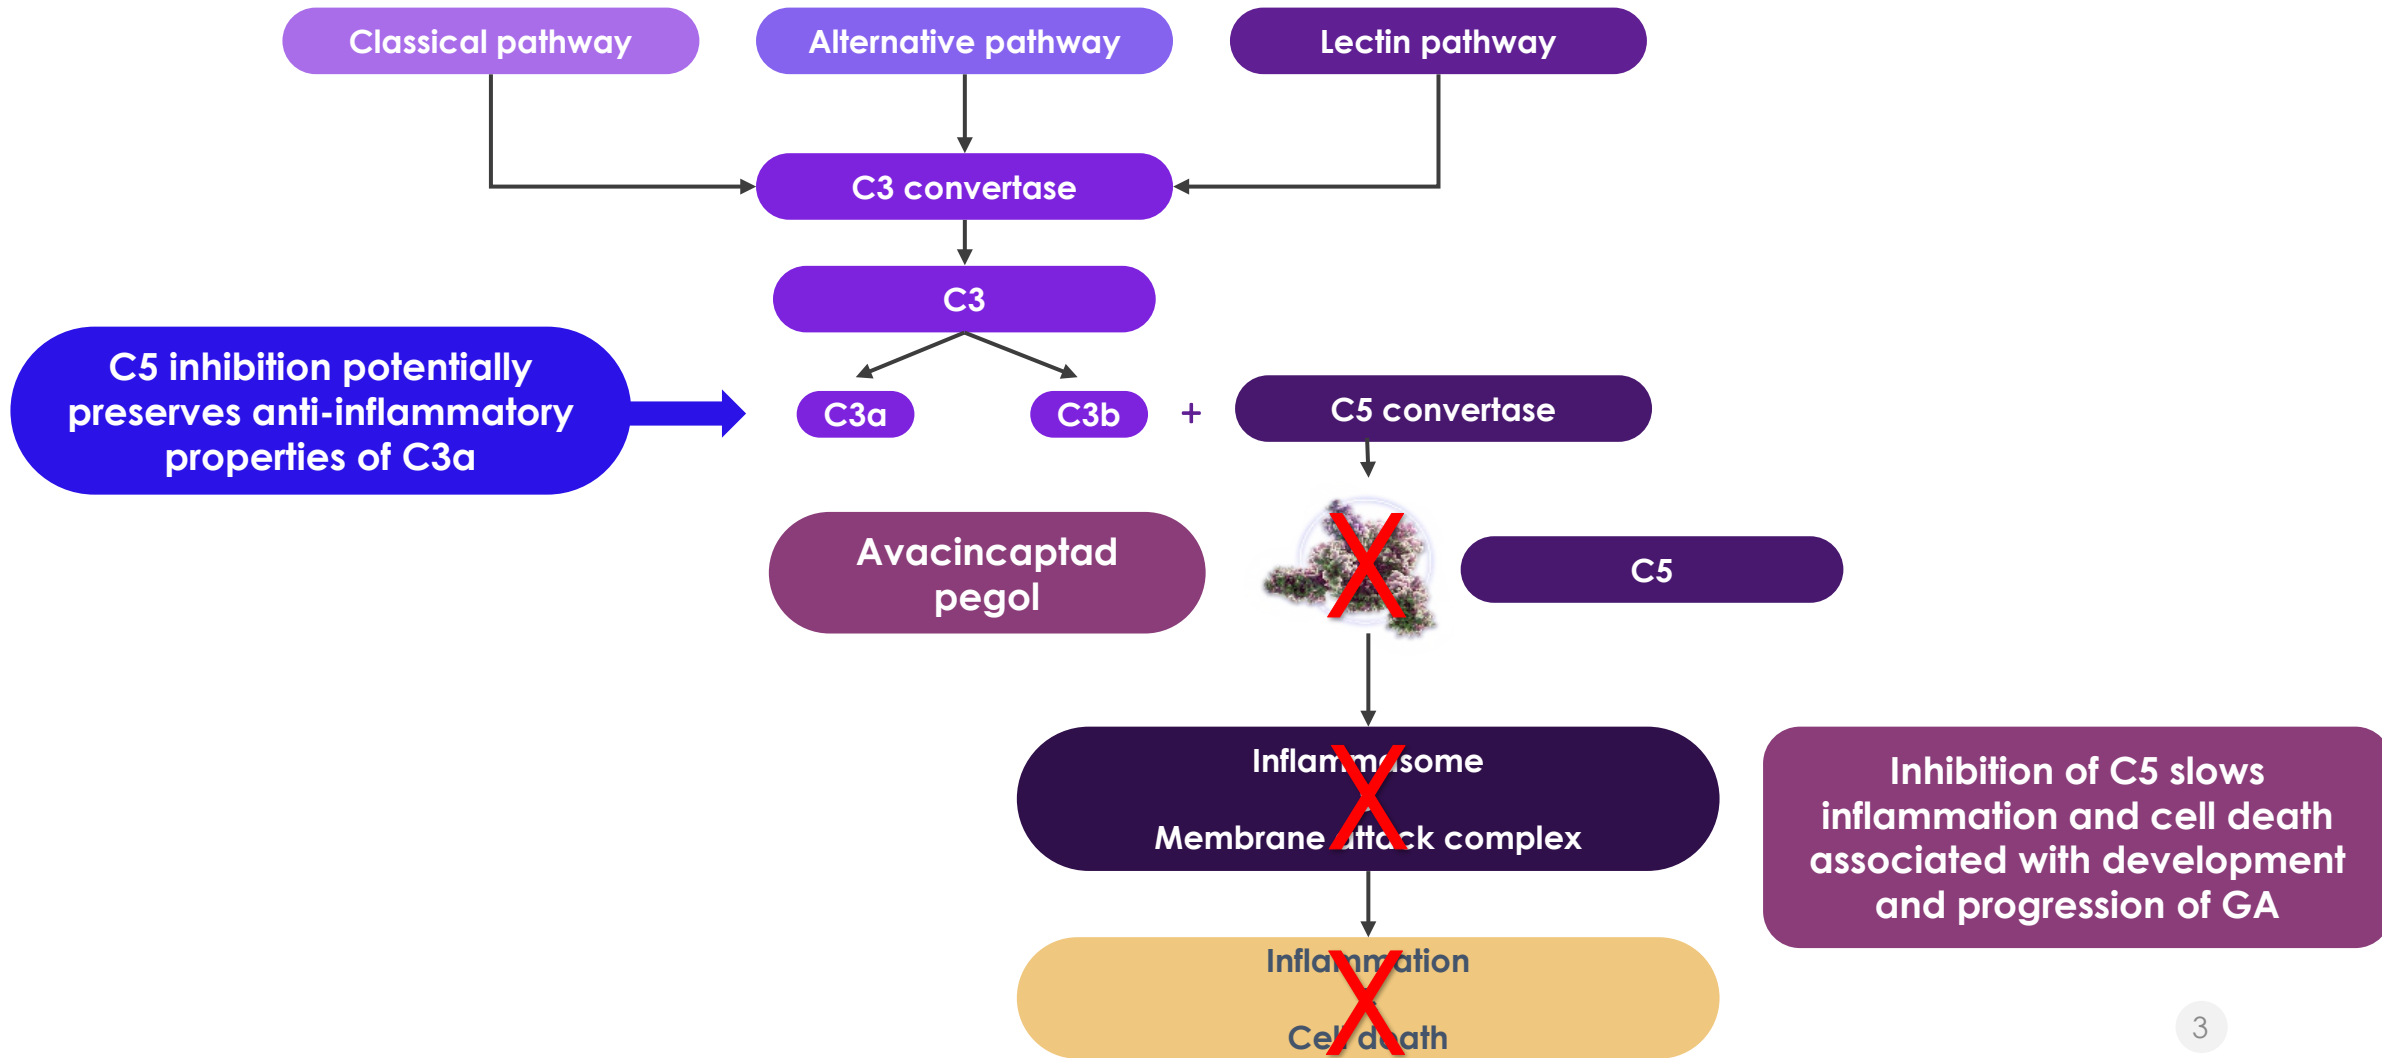 Classical pathway
Alternative pathway
Lectin pathway
C3 convertase
C3
C5 inhibition potentially
preserves anti-inflammatory
properties of C3a
C3a
C3b
+
C5 convertase
Avacincaptad
pegol
X
C5
Inflammasome
X
Membrane attack complex
Inhibition of C5 slows
inflammation and cell death
associated with development
and progression of GA
Inflammation
X
Cell death
3